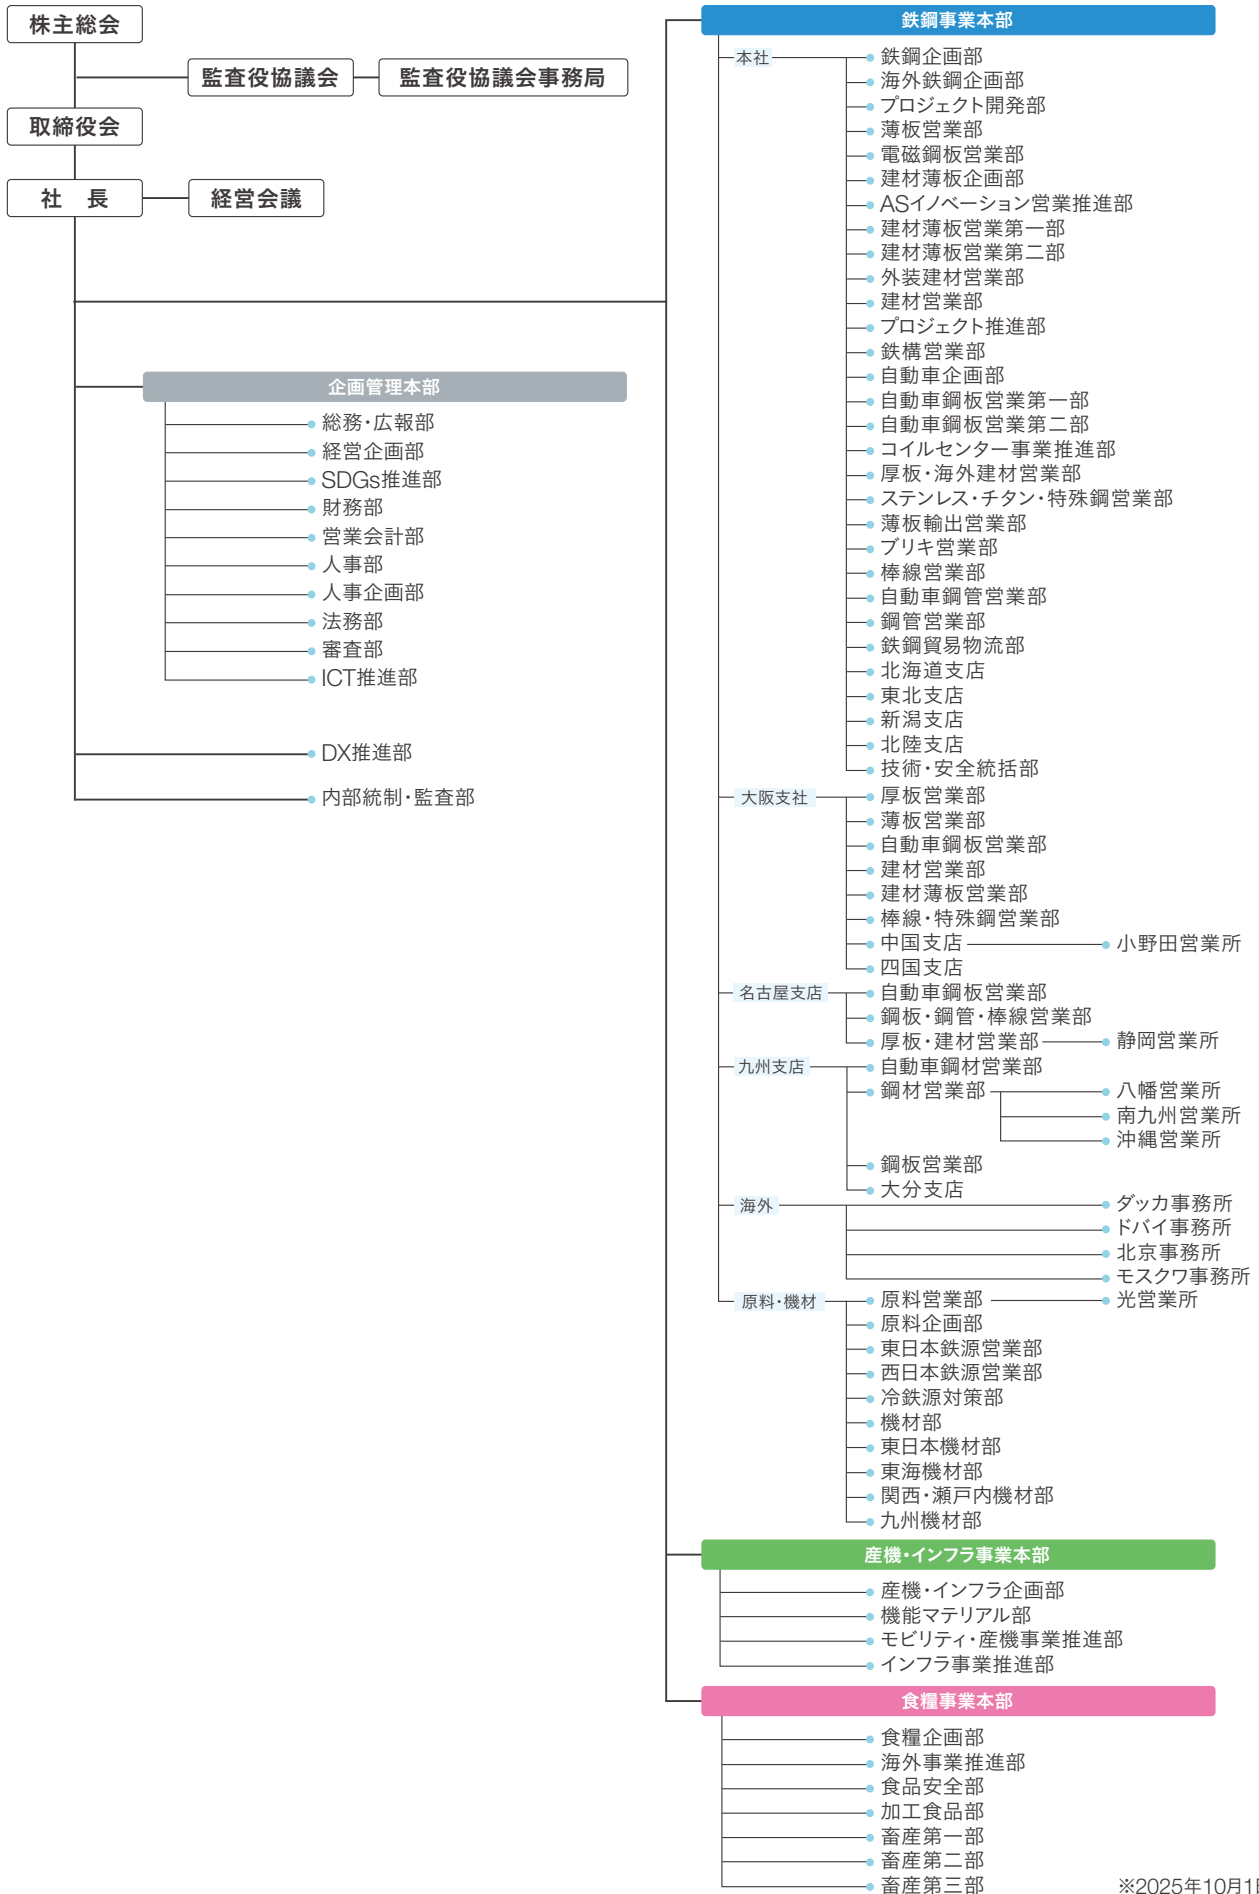 株主総会
監査役協議会
監査役協議会事務局
取締役会
社 長
経営会議
企画管理本部
総務・広報部
経営企画部
SDGs推進部
財務部
営業会計部
人事部
人事企画部
法務部
審査部
ICT推進部
DX推進部
内部統制・監査部
鉄鋼事業本部
本社
鉄鋼企画部
海外鉄鋼企画部
プロジェクト開発部
薄板営業部
電磁鋼板営業部
建材薄板企画部
ASイノベーション営業推進部
建材薄板営業第一部
建材薄板営業第二部
外装建材営業部
建材営業部
プロジェクト推進部
鉄構営業部
自動車企画部
自動車鋼板営業第一部
自動車鋼板営業第二部
コイルセンター事業推進部
厚板・海外建材営業部
ステンレス・チタン・特殊鋼営業部
薄板輸出営業部
ブリキ営業部
棒線営業部
自動車鋼管営業部
鋼管営業部
鉄鋼貿易物流部
北海道支店
東北支店
新潟支店
北陸支店
技術・安全統括部
大阪支社
厚板営業部
薄板営業部
自動車鋼板営業部
建材営業部
建材薄板営業部
棒線・特殊鋼営業部
中国支店
小野田営業所
四国支店
名古屋支店
自動車鋼板営業部
鋼板・鋼管・棒線営業部
厚板・建材営業部
静岡営業所
九州支店
自動車鋼材営業部
鋼材営業部
八幡営業所
南九州営業所
沖縄営業所
鋼板営業部
大分支店
海外
ダッカ事務所
ドバイ事務所
北京事務所
モスクワ事務所
原料・機材
原料営業部
光営業所
原料企画部
東日本鉄源営業部
西日本鉄源営業部
冷鉄源対策部
機材部
東日本機材部
東海機材部
関西・瀬戸内機材部
九州機材部
産機・インフラ事業本部
産機・インフラ企画部
機能マテリアル部
モビリティ・産機事業推進部
インフラ事業推進部
食糧事業本部
食糧企画部
海外事業推進部
食品安全部
加工食品部
畜産第一部
畜産第二部
畜産第三部
※2025年10月1